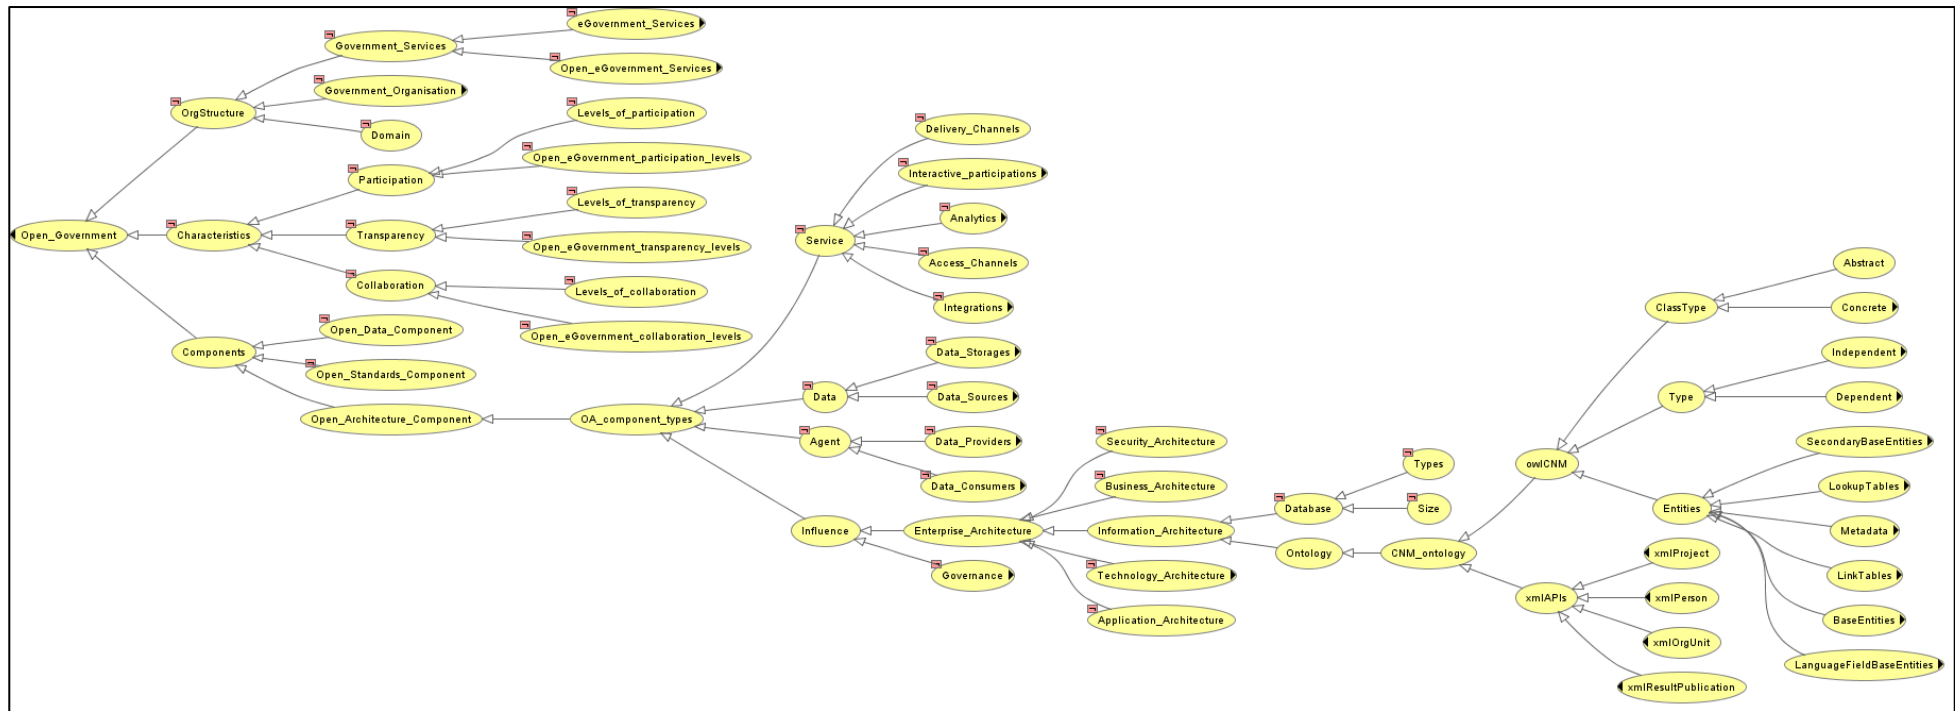 eGovernment_Services
Government_Services
Open_eGovernment_Services
Government_Organisation
OrgStructure
Domain
Levels_of_participation
Open_eGovernment_participation_levels
Participation
Levels_of_transparency
Open_Government
Characteristics
Transparency
Open_eGovernment_transparency_levels
Collaboration
Levels_of_collaboration
Open_eGovernment_collaboration_levels
Open_Data_Component
Components
Open_Standards_Component
Open_Architecture_Component
OA_component_types
Delivery_Channels
Interactive_participations
Analytics
Service
Access_Channels
Integrations
Data_Storages
Data
Data_Sources
Agent
Data_Providers
Data_Consumers
Influence
Enterprise_Architecture
Governance
Security_Architecture
Business_Architecture
Information_Architecture
Technology_Architecture
Application_Architecture
Types
Database
Size
Ontology
CNM_ontology
Abstract
ClassType
Concrete
Independent
Type
Dependent
owlCNM
SecondaryBaseEntities
LookupTables
Entities
Metadata
LinkTables
BaseEntities
LanguageFieldBaseEntities
xmlProject
xmlAPIs
xmlPerson
xmlOrgUnit
xmlResultPublication